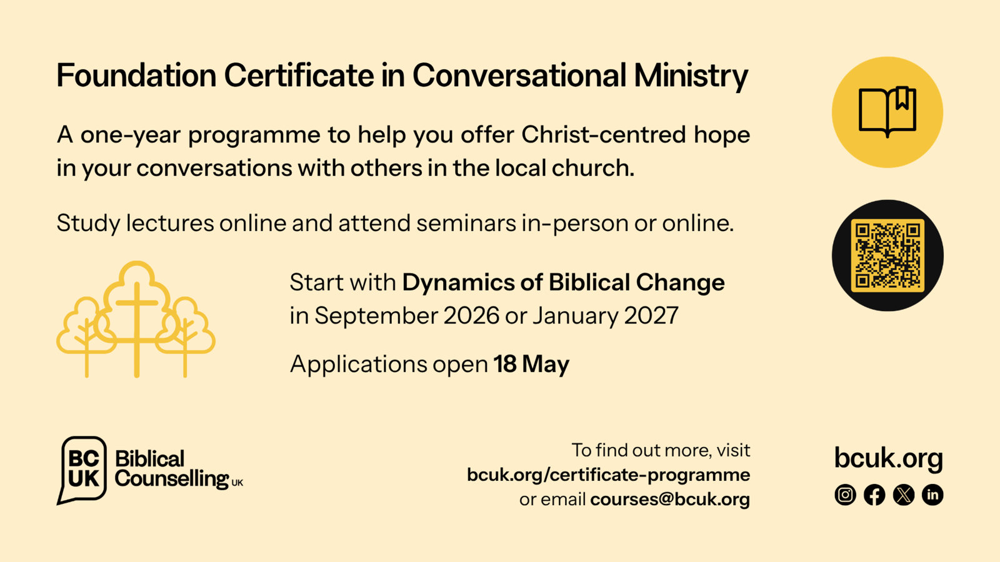 Foundation Certificate in Conversational Ministry
A one-year programme to help you offer Christ-centred hope
in your conversations with others in the local church.
Study lectures online and attend seminars in-person or online.
Start with Dynamics of Biblical Change
in September 2026 or January 2027
Applications open 18 May
BC
UK
Biblical
Counselling UK
To find out more, visit
bcuk.org/certificate-programme
or email courses@bcuk.org
bcuk.org